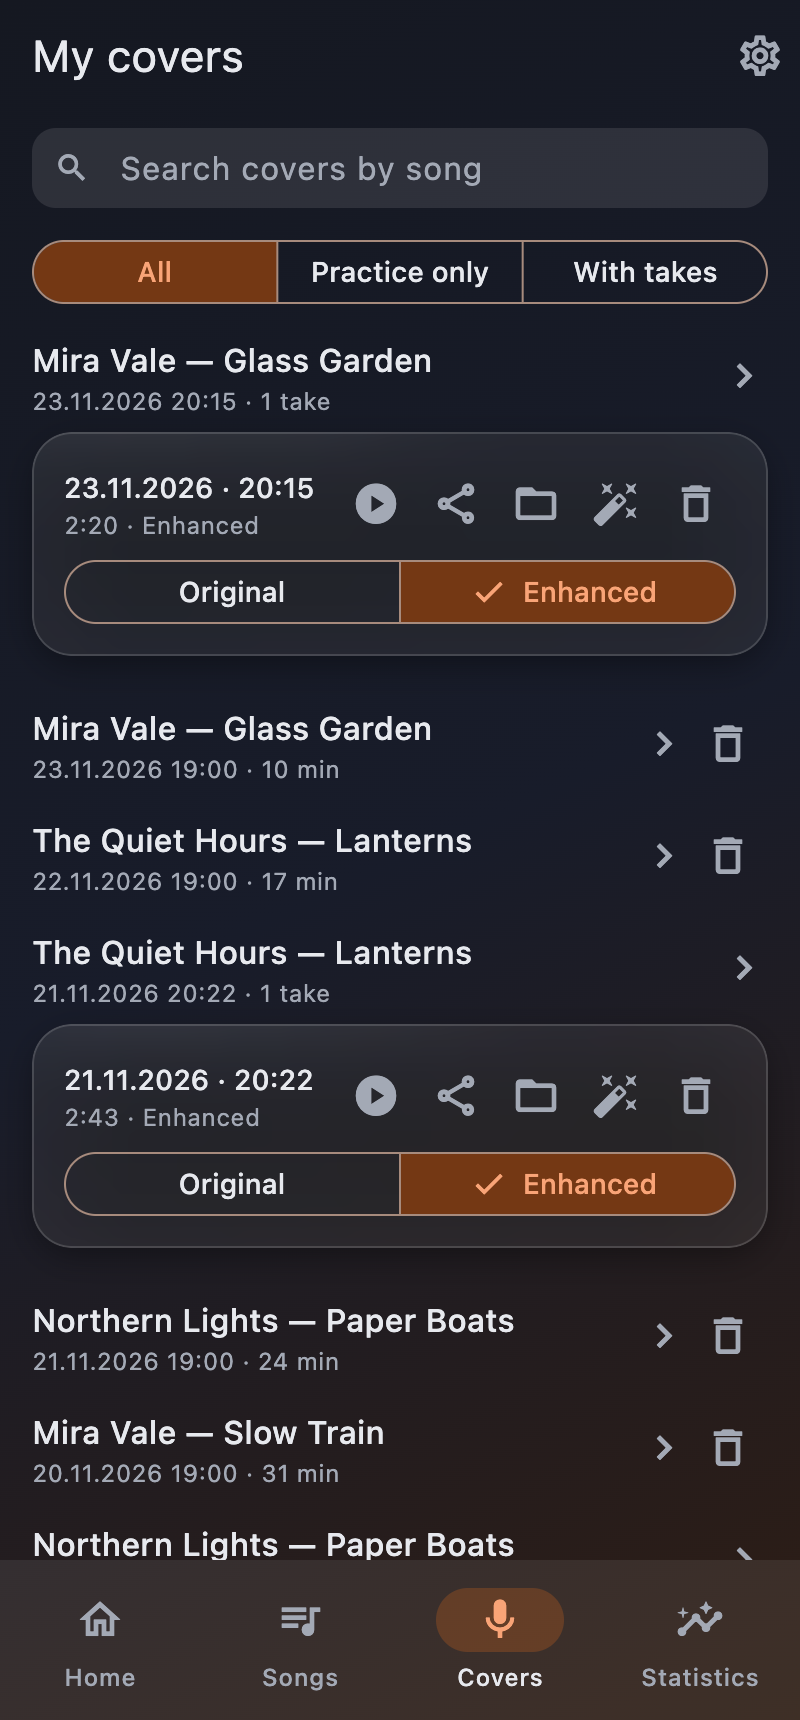 My covers
Search covers by song
All
Practice only
With takes
Mira Vale — Glass Garden
23.11.2026 20:15 · 1 take
23.11.2026 · 20:15
2:20 · Enhanced
Original
Enhanced
Mira Vale — Glass Garden
23.11.2026 19:00 · 10 min
The Quiet Hours — Lanterns
22.11.2026 19:00 · 17 min
The Quiet Hours — Lanterns
21.11.2026 20:22 · 1 take
21.11.2026 · 20:22
2:43 · Enhanced
Original
Enhanced
Northern Lights — Paper Boats
21.11.2026 19:00 · 24 min
Mira Vale — Slow Train
20.11.2026 19:00 · 31 min
Northern Lights — Paper Boats
Home
Songs
Covers
Statistics